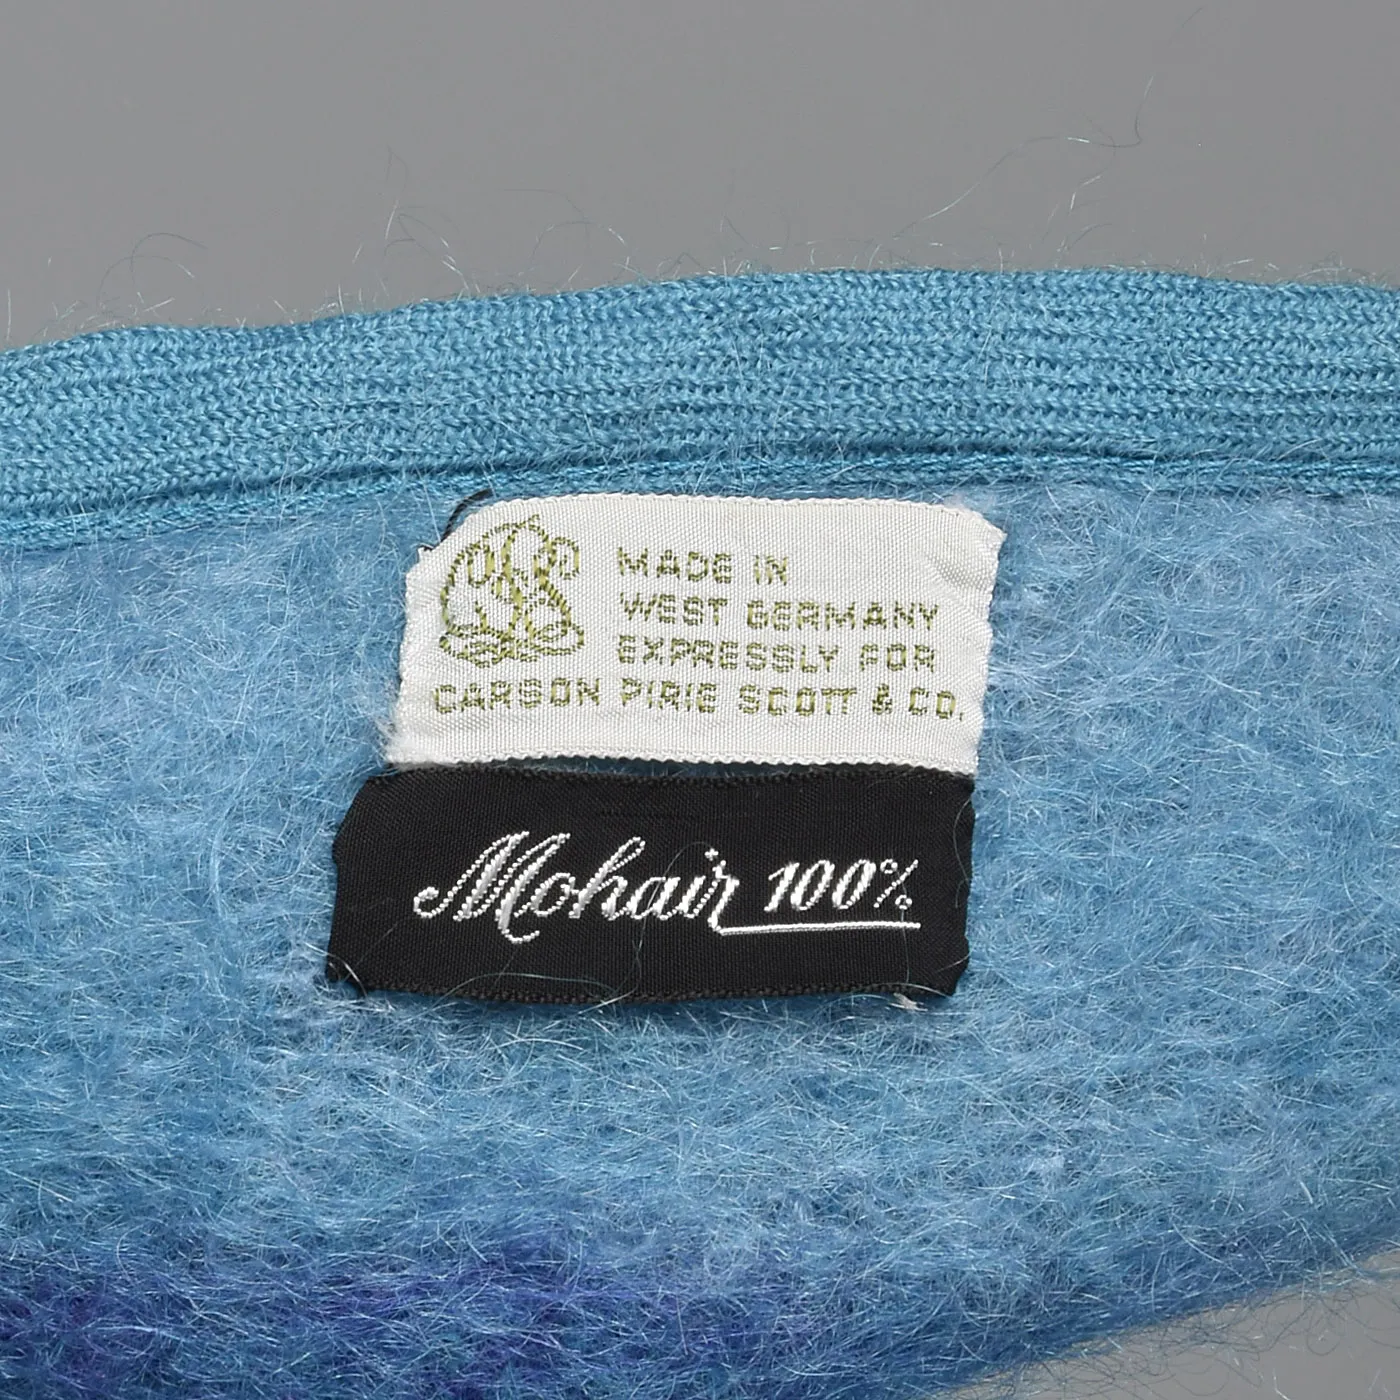 MADE IN
WEST GERMANY
EXPRESSLY FOR
CARSON PIRIE SCOTT & CO.
Mohair 100%